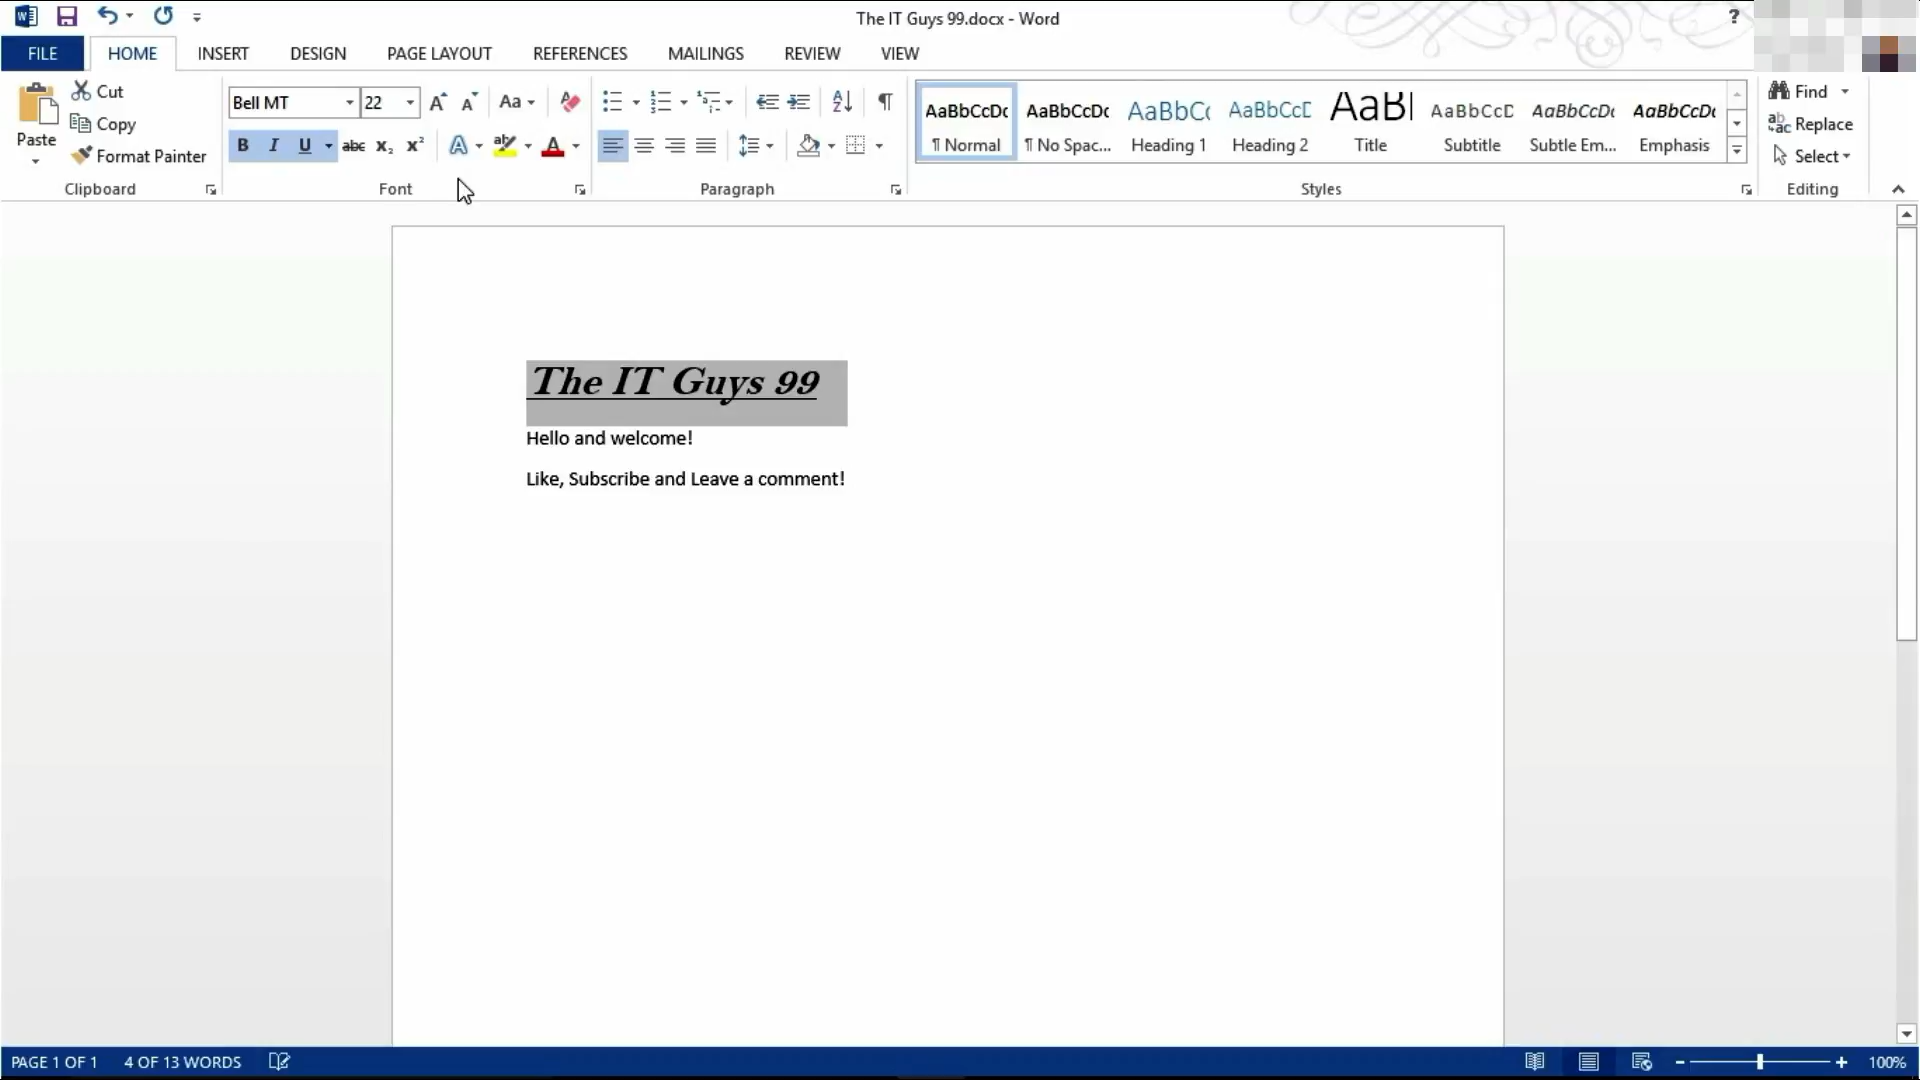 The IT Guys 99.docx - Word
?
FILE HOME INSERT DESIGN PAGE LAYOUT REFERENCES MAILINGS REVIEW VIEW
Paste
Cut
Copy
Format Painter
Clipboard
Bell MT 22 Aa
B I U abc X₂ X² A ab A
Font
Paragraph
AaBbCcDc AaBbCcDc AaBbC AaBbCcD AaB AaBbCcD AaBbCcDc AaBbCcDc
¶ Normal ¶ No Spac... Heading 1 Heading 2 Title Subtitle Subtle Em... Emphasis
Styles
Find
Replace
Select
Editing
The IT Guys 99
Hello and welcome!
Like, Subscribe and Leave a comment!
PAGE 1 OF 1 4 OF 13 WORDS 100%